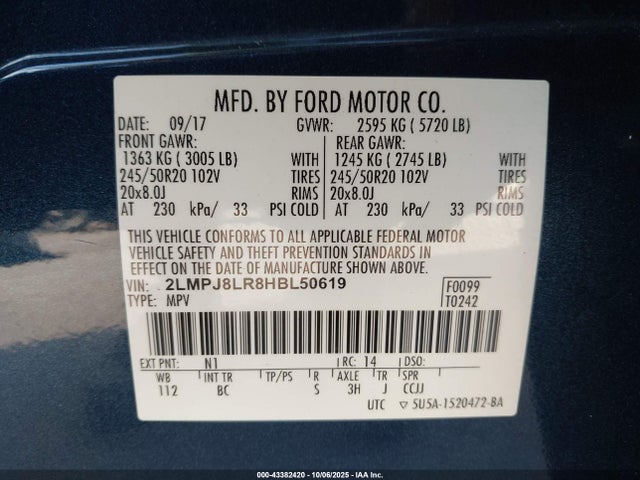 MFD. BY FORD MOTOR CO.
DATE: 09/17 GVWR: 2595 KG ( 5720 LB)
FRONT GAWR: REAR GAWR:
1363 KG ( 3005 LB) WITH 1245 KG ( 2745 LB) WITH
245/50R20 102V TIRES 245/50R20 102V TIRES
20x8.0J RIMS 20x8.0J RIMS
AT 230 kPa/ 33 PSI COLD AT 230 kPa/ 33 PSI COLD
THIS VEHICLE CONFORMS TO ALL APPLICABLE FEDERAL MOTOR
VEHICLE SAFETY AND THEFT PREVENTION STANDARDS IN
EFFECT ON THE DATE OF MANUFACTURE SHOWN ABOVE.
VIN: 2LMPJ8LR8HBL50619 F0099
TYPE: MPV T0242
EXT PNT: N1 RC: 14 DSO:
WB INT TR TP/PS R AXLE TR SPR
112 BC S 3H J CCJJ
UTC ▽ 5U5A-1520472-BA
000-43382420 - 10/06/2025 - IAA Inc.